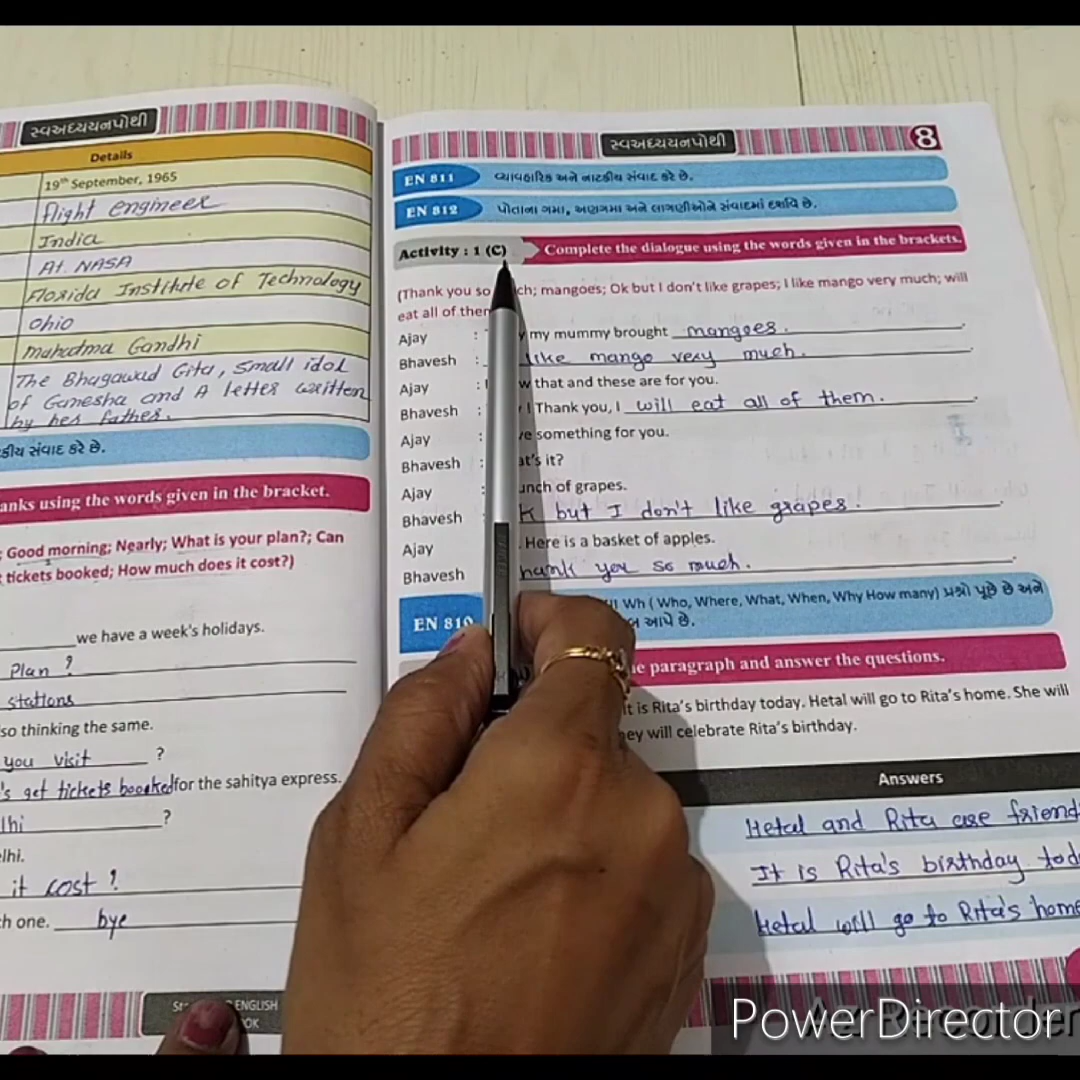 સ્વઅધ્યયનપોથી
Details
19th September, 1965
flight engineer
India
At NASA
Florida Institute of Technology
Ohio
Mahatma Gandhi
The Bhagawad Gita, Small idol
of Ganesha and A letter written
by her father.
કીય સંવાદ કરે છે.
anks using the words given in the bracket.
; Good morning; Nearly; What is your plan?; Can
tickets booked; How much does it cost?)
we have a week's holidays.
Plan ?
stations
so thinking the same.
you visit ?
's get tickets boooked for the sahitya express.
lhi ?
elhi.
it cost ?
ch one. bye
ENGLISH
OK
સ્વઅધ્યયનપોથી 8
EN 811 વ્યાવહારિક અને નાટકીય સંવાદ કરે છે.
EN 812 પોતાના ગમા, અણગમા અને લાગણીઓને સંવાદમાં દર્શાવે છે.
Activity : 1 (C) Complete the dialogue using the words given in the brackets.
(Thank you so ch; mangoes; Ok but I don't like grapes; I like mango very much; will
eat all of them
Ajay : y my mummy brought mangoes.
Bhavesh : like mango very much.
Ajay : w that and these are for you.
Bhavesh : ! Thank you, I will eat all of them.
Ajay : ve something for you.
Bhavesh : at's it?
Ajay : unch of grapes.
Bhavesh : K but I don't like grapes.
Ajay . Here is a basket of apples.
Bhavesh hank you so much.
EN 810 Wh ( Who, Where, What, When, Why How many) પ્રશ્નો પૂછે છે અને
આપે છે.
e paragraph and answer the questions.
It is Rita's birthday today. Hetal will go to Rita's home. She will
hey will celebrate Rita's birthday.
Answers
Hetal and Rita are friend
It is Rita's birthday tod
Hetal will go to Rita's home
PowerDirector